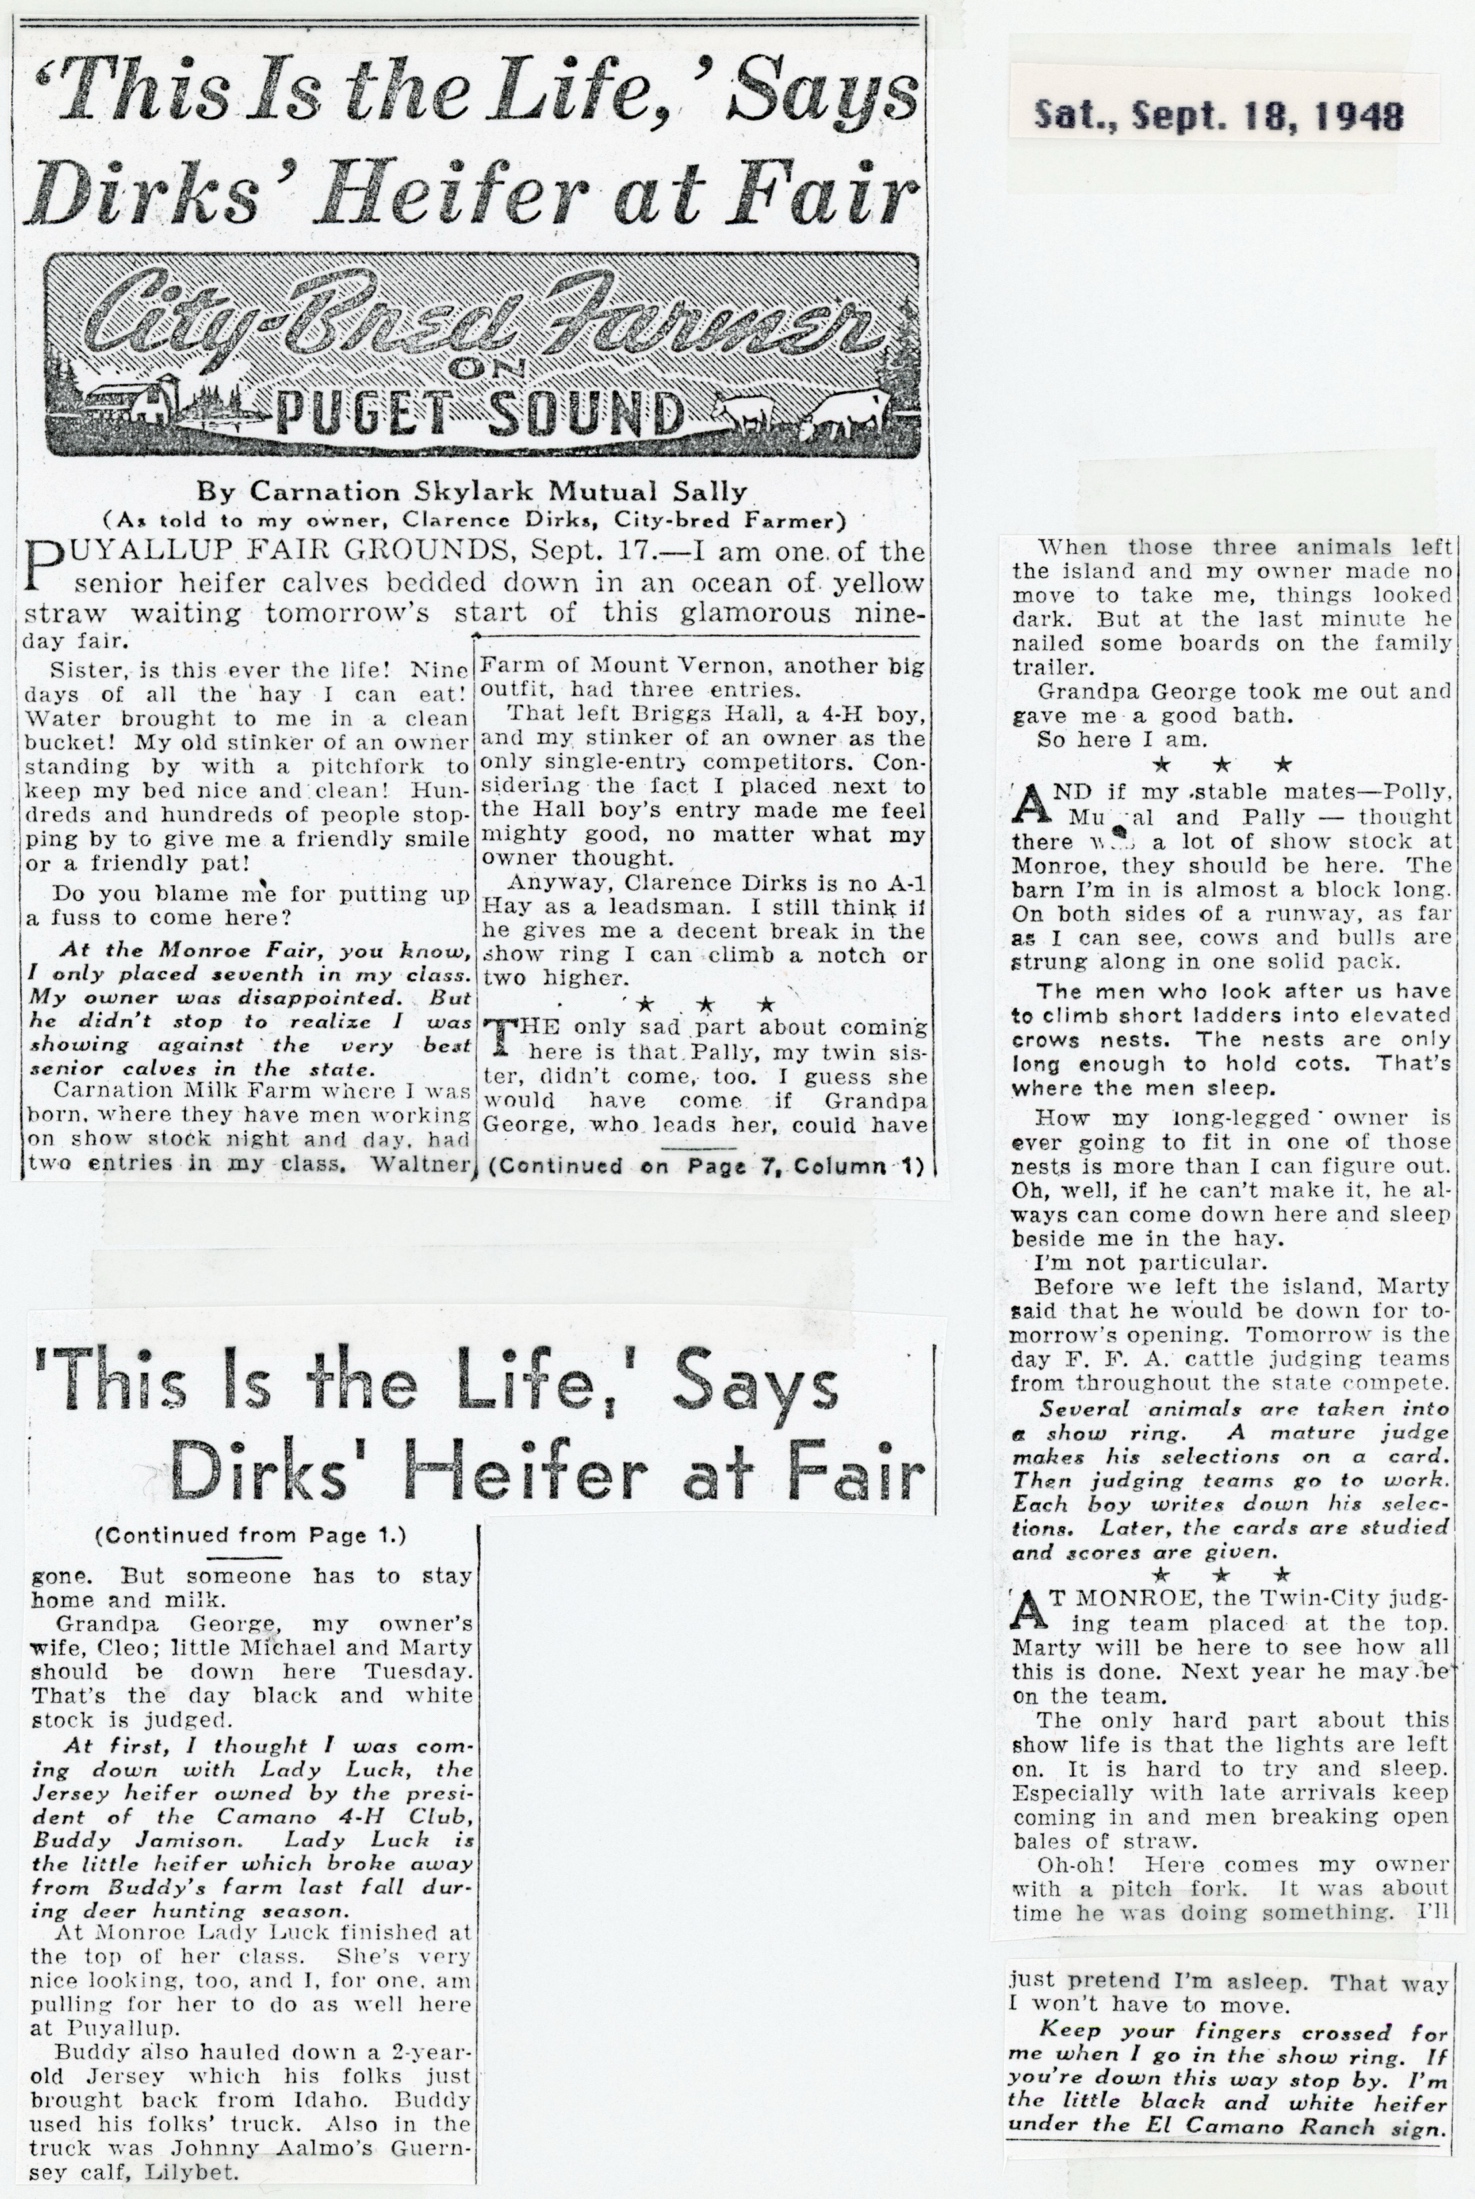 'This Is the Life,' Says
Dirks' Heifer at Fair
City-Bred Farmer
ON
PUGET SOUND
By Carnation Skylark Mutual Sally
(As told to my owner, Clarence Dirks, City-bred Farmer)
PUYALLUP FAIR GROUNDS, Sept. 17.—I am one of the
senior heifer calves bedded down in an ocean of yellow
straw waiting tomorrow's start of this glamorous nine-
day fair.
Sister, is this ever the life! Nine
days of all the hay I can eat!
Water brought to me in a clean
bucket! My old stinker of an owner
standing by with a pitchfork to
keep my bed nice and clean! Hun-
dreds and hundreds of people stop-
ping by to give me a friendly smile
or a friendly pat!
Do you blame me for putting up
a fuss to come here?
At the Monroe Fair, you know,
I only placed seventh in my class.
My owner was disappointed. But
he didn't stop to realize I was
showing against the very best
senior calves in the state.
Carnation Milk Farm where I was
born, where they have men working
on show stock night and day, had
two entries in my class. Waltner
Farm of Mount Vernon, another big
outfit, had three entries.
That left Briggs Hall, a 4-H boy,
and my stinker of an owner as the
only single-entry competitors. Con-
sidering the fact I placed next to
the Hall boy's entry made me feel
mighty good, no matter what my
owner thought.
Anyway, Clarence Dirks is no A-1
Hay as a leadsman. I still think if
he gives me a decent break in the
show ring I can climb a notch or
two higher.
★ ★ ★
THE only sad part about coming
here is that Pally, my twin sis-
ter, didn't come, too. I guess she
would have come if Grandpa
George, who leads her, could have
(Continued on Page 7, Column 1)
'This Is the Life,' Says
Dirks' Heifer at Fair
(Continued from Page 1.)
gone. But someone has to stay
home and milk.
Grandpa George, my owner's
wife, Cleo; little Michael and Marty
should be down here Tuesday.
That's the day black and white
stock is judged.
At first, I thought I was com-
ing down with Lady Luck, the
Jersey heifer owned by the presi-
dent of the Camano 4-H Club,
Buddy Jamison. Lady Luck is
the little heifer which broke away
from Buddy's farm last fall dur-
ing deer hunting season.
At Monroe Lady Luck finished at
the top of her class. She's very
nice looking, too, and I, for one, am
pulling for her to do as well here
at Puyallup.
Buddy also hauled down a 2-year-
old Jersey which his folks just
brought back from Idaho. Buddy
used his folks' truck. Also in the
truck was Johnny Aalmo's Guern-
sey calf, Lilybet.
Sat., Sept. 18, 1948
When those three animals left
the island and my owner made no
move to take me, things looked
dark. But at the last minute he
nailed some boards on the family
trailer.
Grandpa George took me out and
gave me a good bath.
So here I am.
★ ★ ★
AND if my stable mates—Polly,
and Pally — thought
there a lot of show stock at
Monroe, they should be here. The
barn I'm in is almost a block long.
On both sides of a runway, as far
as I can see, cows and bulls are
strung along in one solid pack.
The men who look after us have
to climb short ladders into elevated
crows nests. The nests are only
long enough to hold cots. That's
where the men sleep.
How my long-legged owner is
ever going to fit in one of those
nests is more than I can figure out.
Oh, well, if he can't make it, he al-
ways can come down here and sleep
beside me in the hay.
I'm not particular.
Before we left the island, Marty
said that he would be down for to-
morrow's opening. Tomorrow is the
day F. F. A. cattle judging teams
from throughout the state compete.
Several animals are taken into
a show ring. A mature judge
makes his selections on a card.
Then judging teams go to work.
Each boy writes down his selec-
tions. Later, the cards are studied
and scores are given.
★ ★ ★
AT MONROE, the Twin-City judg-
ing team placed at the top.
Marty will be here to see how all
this is done. Next year he may be
on the team.
The only hard part about this
show life is that the lights are left
on. It is hard to try and sleep.
Especially with late arrivals keep
coming in and men breaking open
bales of straw.
Oh-oh! Here comes my owner
with a pitch fork. It was about
time he was doing something. I'll
just pretend I'm asleep. That way
I won't have to move.
Keep your fingers crossed for
me when I go in the show ring. If
you're down this way stop by. I'm
the little black and white heifer
under the El Camano Ranch sign.